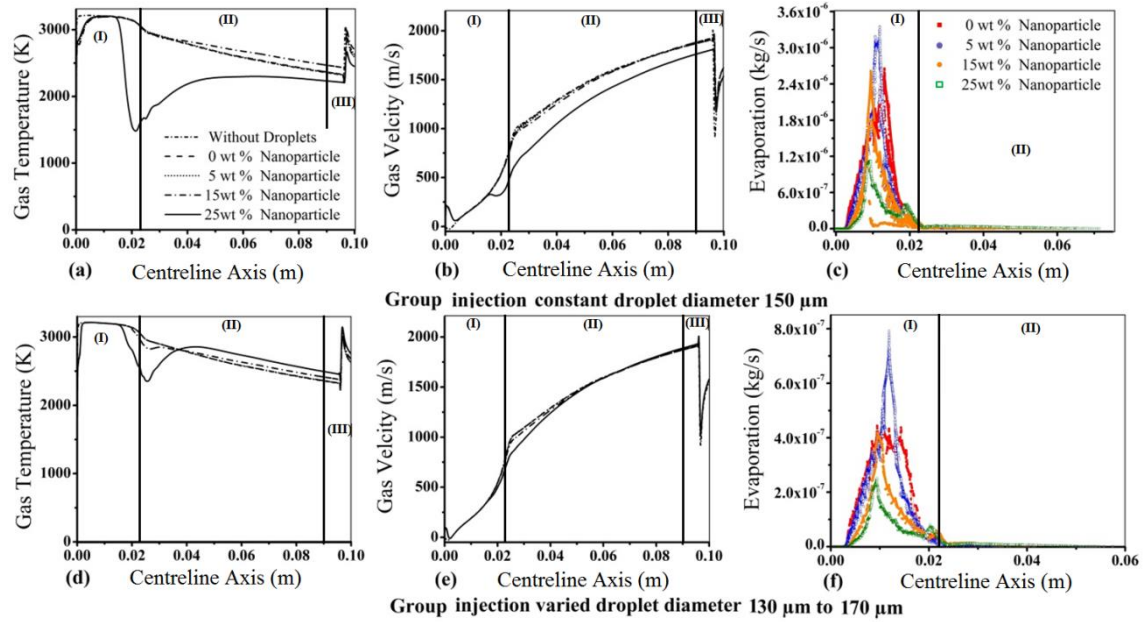 (I)
(II)
(III)
Gas Temperature (K)
3000
2000
1000
0
Without Droplets
0 wt % Nanoparticle
5 wt % Nanoparticle
15wt % Nanoparticle
25wt % Nanoparticle
0.00 0.02 0.04 0.06 0.08 0.10
(a)
Centreline Axis (m)
(I)
(II)
(III)
Gas Velcity (m/s)
2000
1500
1000
500
0
0.00 0.02 0.04 0.06 0.08 0.10
(b)
Centreline Axis (m)
(I)
(II)
Evaporation (kg/s)
3.6x10⁻⁶
3.0x10⁻⁶
2.4x10⁻⁶
1.8x10⁻⁶
1.2x10⁻⁶
6.0x10⁻⁷
0.0
0 wt % Nanoparticle
5 wt % Nanoparticle
15wt % Nanoparticle
25wt % Nanoparticle
0.00 0.02 0.04 0.06 0.08
(c)
Centreline Axis (m)
Group injection constant droplet diameter 150 µm
(I)
(II)
(III)
Gas Temperature (K)
3000
2000
1000
0
0.00 0.02 0.04 0.06 0.08 0.10
(d)
Centreline Axis (m)
(I)
(II)
(III)
Gas Velcity (m/s)
2000
1500
1000
500
0
0.00 0.02 0.04 0.06 0.08 0.10
(e)
Centreline Axis (m)
(I)
(II)
Evaporation (kg/s)
8.0x10⁻⁷
6.0x10⁻⁷
4.0x10⁻⁷
2.0x10⁻⁷
0.0
0.00 0.02 0.04 0.06
(f)
Centreline Axis (m)
Group injection varied droplet diameter 130 µm to 170 µm